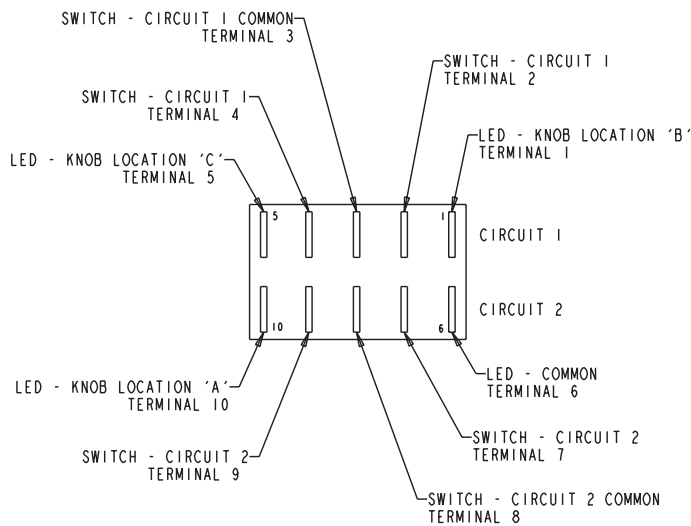 SWITCH - CIRCUIT 1 COMMON
TERMINAL 3
SWITCH - CIRCUIT 1
TERMINAL 2
SWITCH - CIRCUIT 1
TERMINAL 4
LED - KNOB LOCATION 'B'
TERMINAL 1
LED - KNOB LOCATION 'C'
TERMINAL 5
5
1
CIRCUIT 1
CIRCUIT 2
10
6
LED - KNOB LOCATION 'A'
TERMINAL 10
LED - COMMON
TERMINAL 6
SWITCH - CIRCUIT 2
TERMINAL 9
SWITCH - CIRCUIT 2
TERMINAL 7
SWITCH - CIRCUIT 2 COMMON
TERMINAL 8